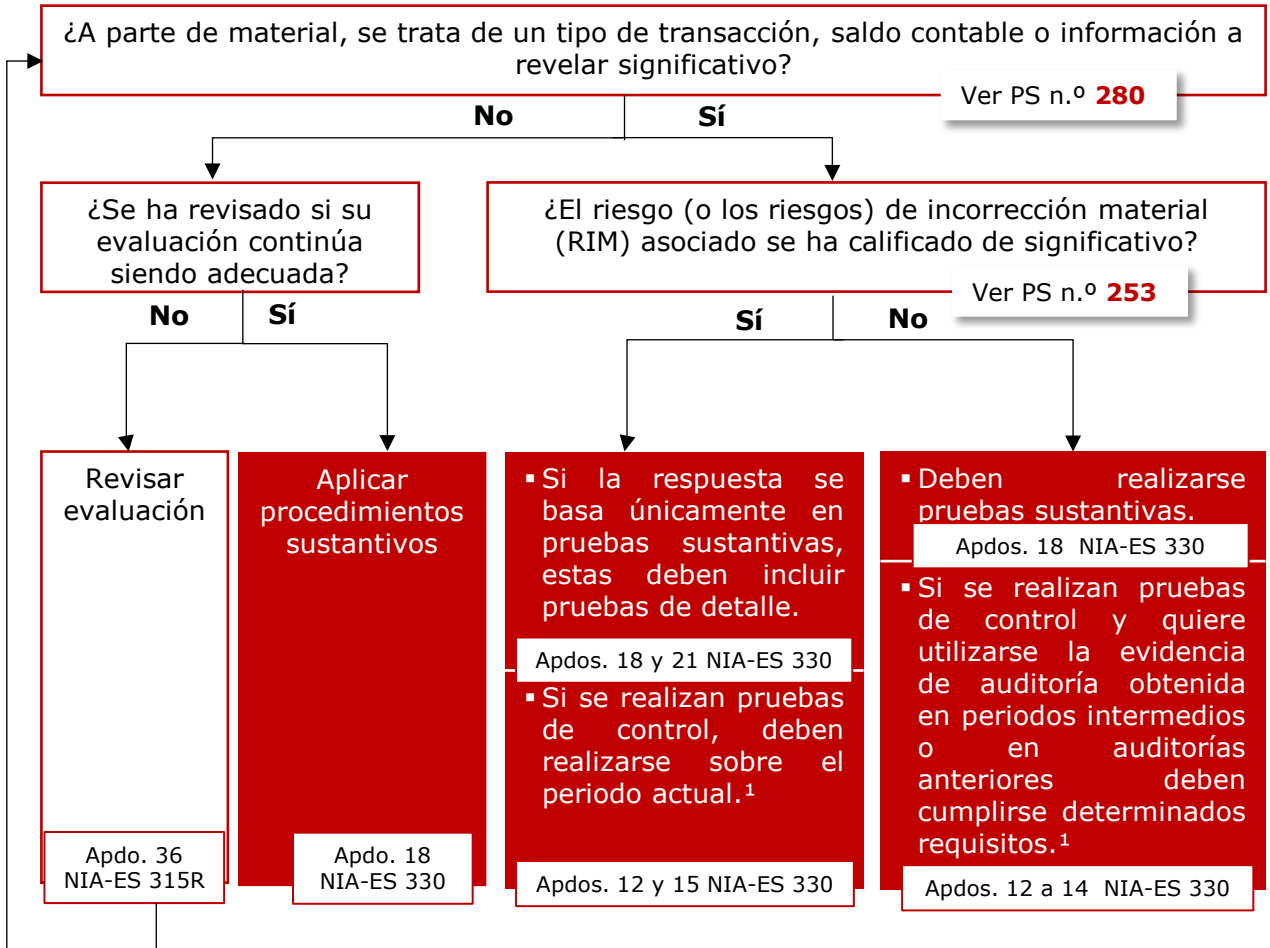 ¿A parte de material, se trata de un tipo de transacción, saldo contable o información a
revelar significativo?
Ver PS n.º 280
No
Sí
¿Se ha revisado si su
evaluación continúa
siendo adecuada?
¿El riesgo (o los riesgos) de incorrección material
(RIM) asociado se ha calificado de significativo?
Ver PS n.º 253
No
Sí
Sí
No
Revisar
evaluación
Apdo. 36
NIA-ES 315R
Aplicar
procedimientos
sustantivos
Apdo. 18
NIA-ES 330
▪ Si la respuesta se
basa únicamente en
pruebas sustantivas,
estas deben incluir
pruebas de detalle.
Apdos. 18 y 21 NIA-ES 330
▪ Si se realizan pruebas
de control, deben
realizarse sobre el
periodo actual.¹
Apdos. 12 y 15 NIA-ES 330
▪ Deben realizarse
pruebas sustantivas.
Apdos. 18 NIA-ES 330
▪ Si se realizan pruebas
de control y quiere
utilizarse la evidencia
de auditoría obtenida
en periodos intermedios
o en auditorías
anteriores deben
cumplirse determinados
requisitos.¹
Apdos. 12 a 14 NIA-ES 330